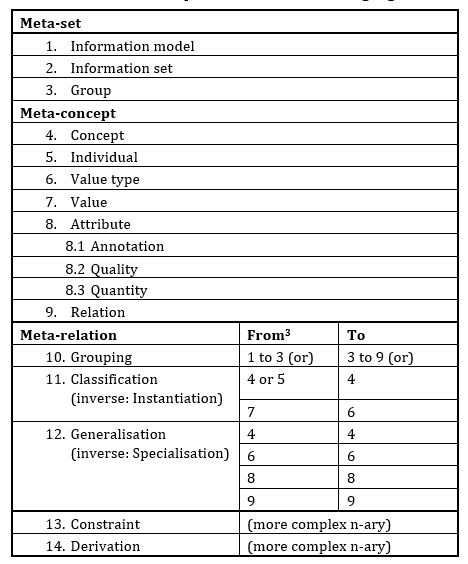 Meta-set
1. Information model
2. Information set
3. Group
Meta-concept
4. Concept
5. Individual
6. Value type
7. Value
8. Attribute
8.1 Annotation
8.2 Quality
8.3 Quantity
9. Relation
Meta-relation From³ To
10. Grouping 1 to 3 (or) 3 to 9 (or)
11. Classification 4 or 5 4
(inverse: Instantiation)
7 6
12. Generalisation 4 4
(inverse: Specialisation) 6 6
8 8
9 9
13. Constraint (more complex n-ary)
14. Derivation (more complex n-ary)